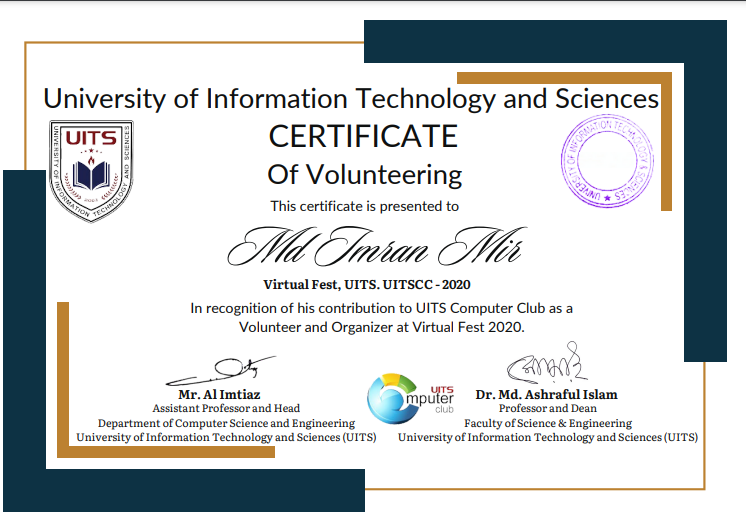 University of Information Technology and Sciences
UITS
UNIVERSITY OF INFORMATION TECHNOLOGY AND SCIENCES
UNIVERSITY OF INFORMATION TECHNOLOGY & SCIENCES
CERTIFICATE
Of Volunteering
This certificate is presented to
Md Imran Mir
Virtual Fest, UITS. UITSCC - 2020
In recognition of his contribution to UITS Computer Club as a
Volunteer and Organizer at Virtual Fest 2020.
Mr. Al Imtiaz
Assistant Professor and Head
Department of Computer Science and Engineering
University of Information Technology and Sciences (UITS)
UITS
mputer
club
Dr. Md. Ashraful Islam
Professor and Dean
Faculty of Science & Engineering
University of Information Technology and Sciences (UITS)